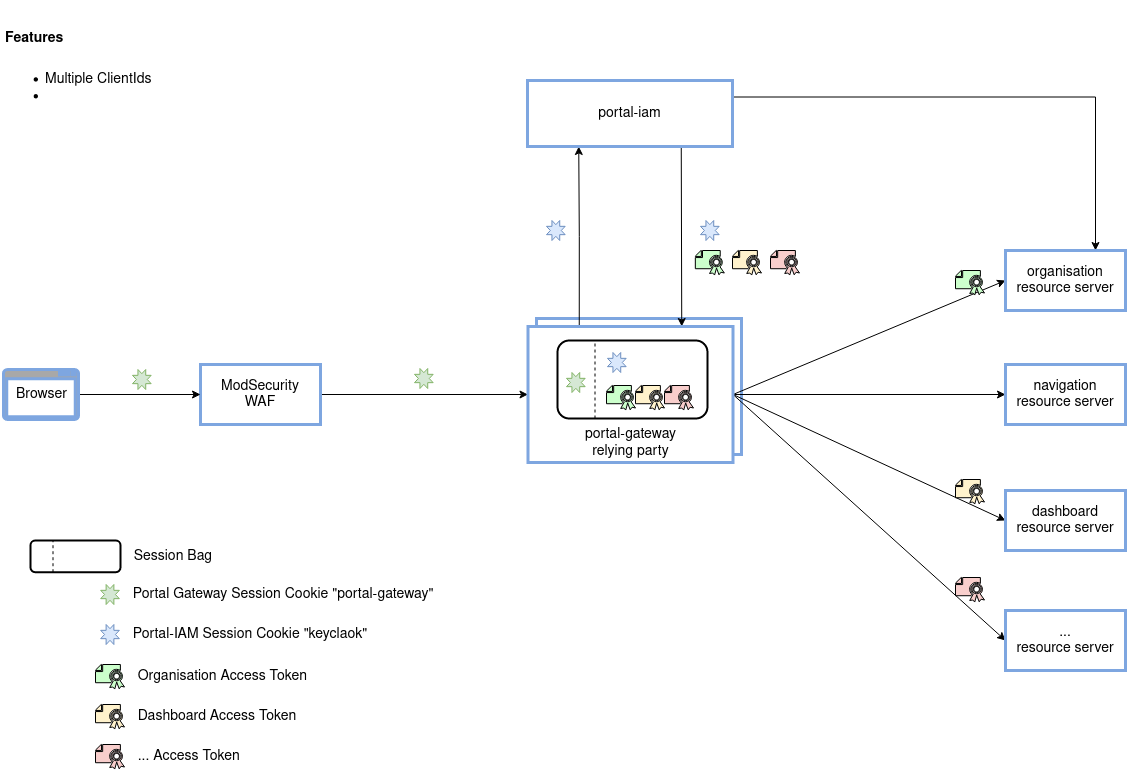 Features
Multiple ClientIds
portal-iam
organisation
resource server
Browser
ModSecurity
WAF
navigation
resource server
portal-gateway
relying party
dashboard
resource server
Session Bag
Portal Gateway Session Cookie "portal-gateway"
Portal-IAM Session Cookie "keyclaok"
...
resource server
Organisation Access Token
Dashboard Access Token
... Access Token